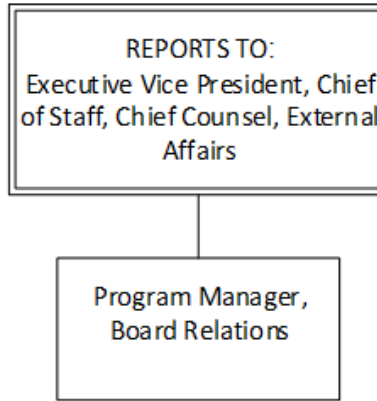 REPORTS TO:
Executive Vice President, Chief
of Staff, Chief Counsel, External
Affairs
Program Manager,
Board Relations